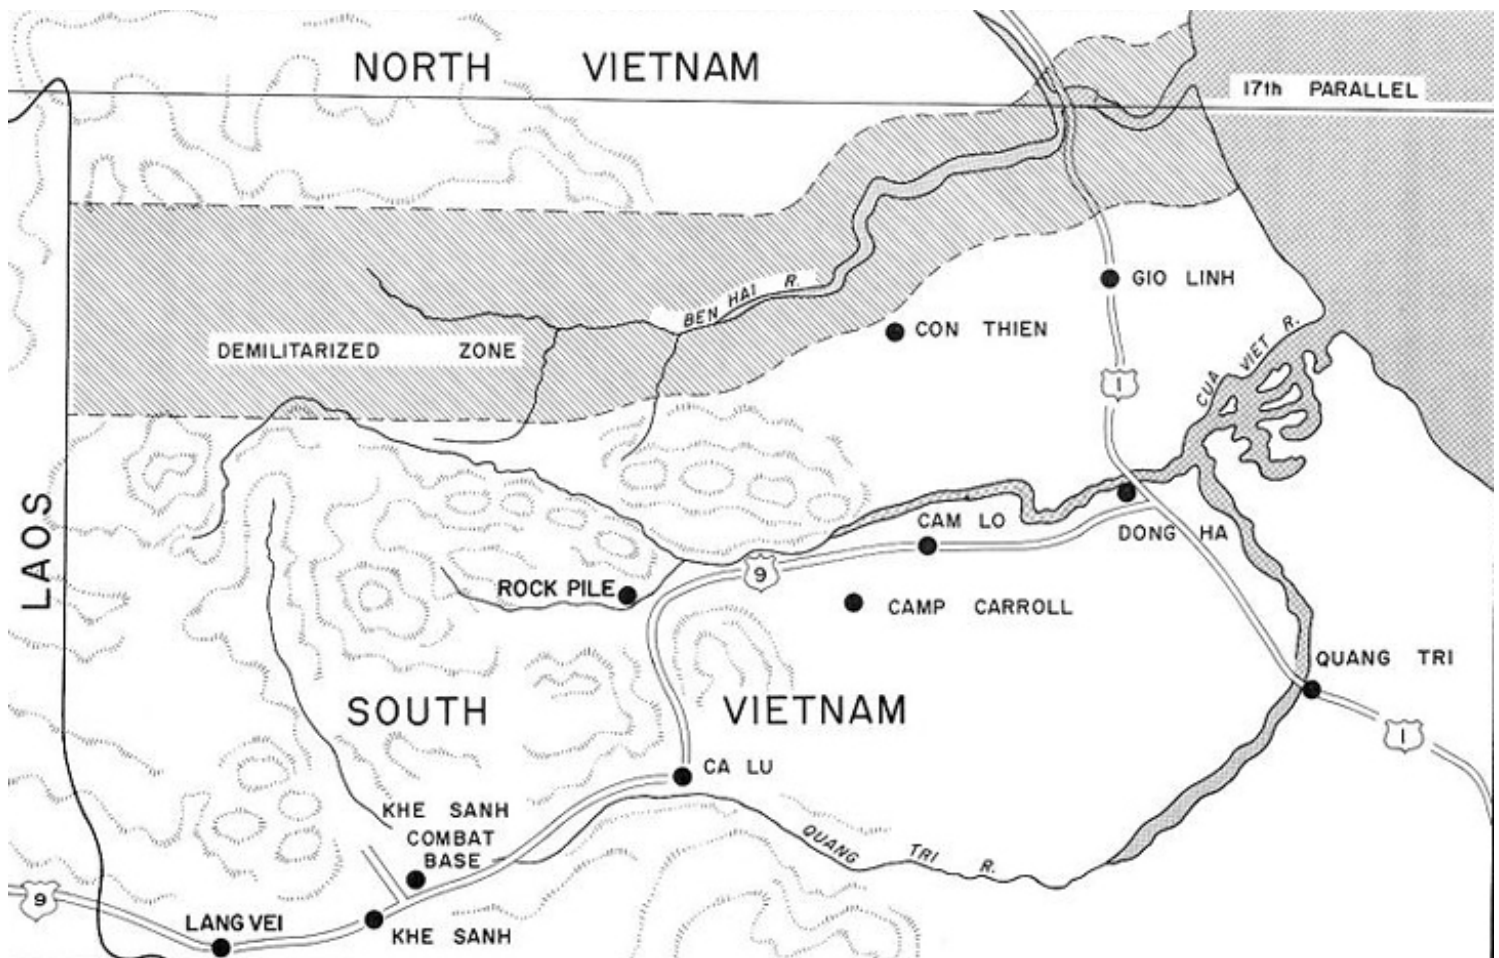 NORTH VIETNAM
17th PARALLEL
GIO LINH
BEN HAI R.
CON THIEN
DEMILITARIZED ZONE
CUA VIET R.
1
LAOS
CAM LO
DONG HA
9
ROCK PILE
CAMP CARROLL
QUANG TRI
SOUTH VIETNAM
1
CA LU
KHE SANH
COMBAT
BASE
QUANG TRI R.
9
LANG VEI
KHE SANH